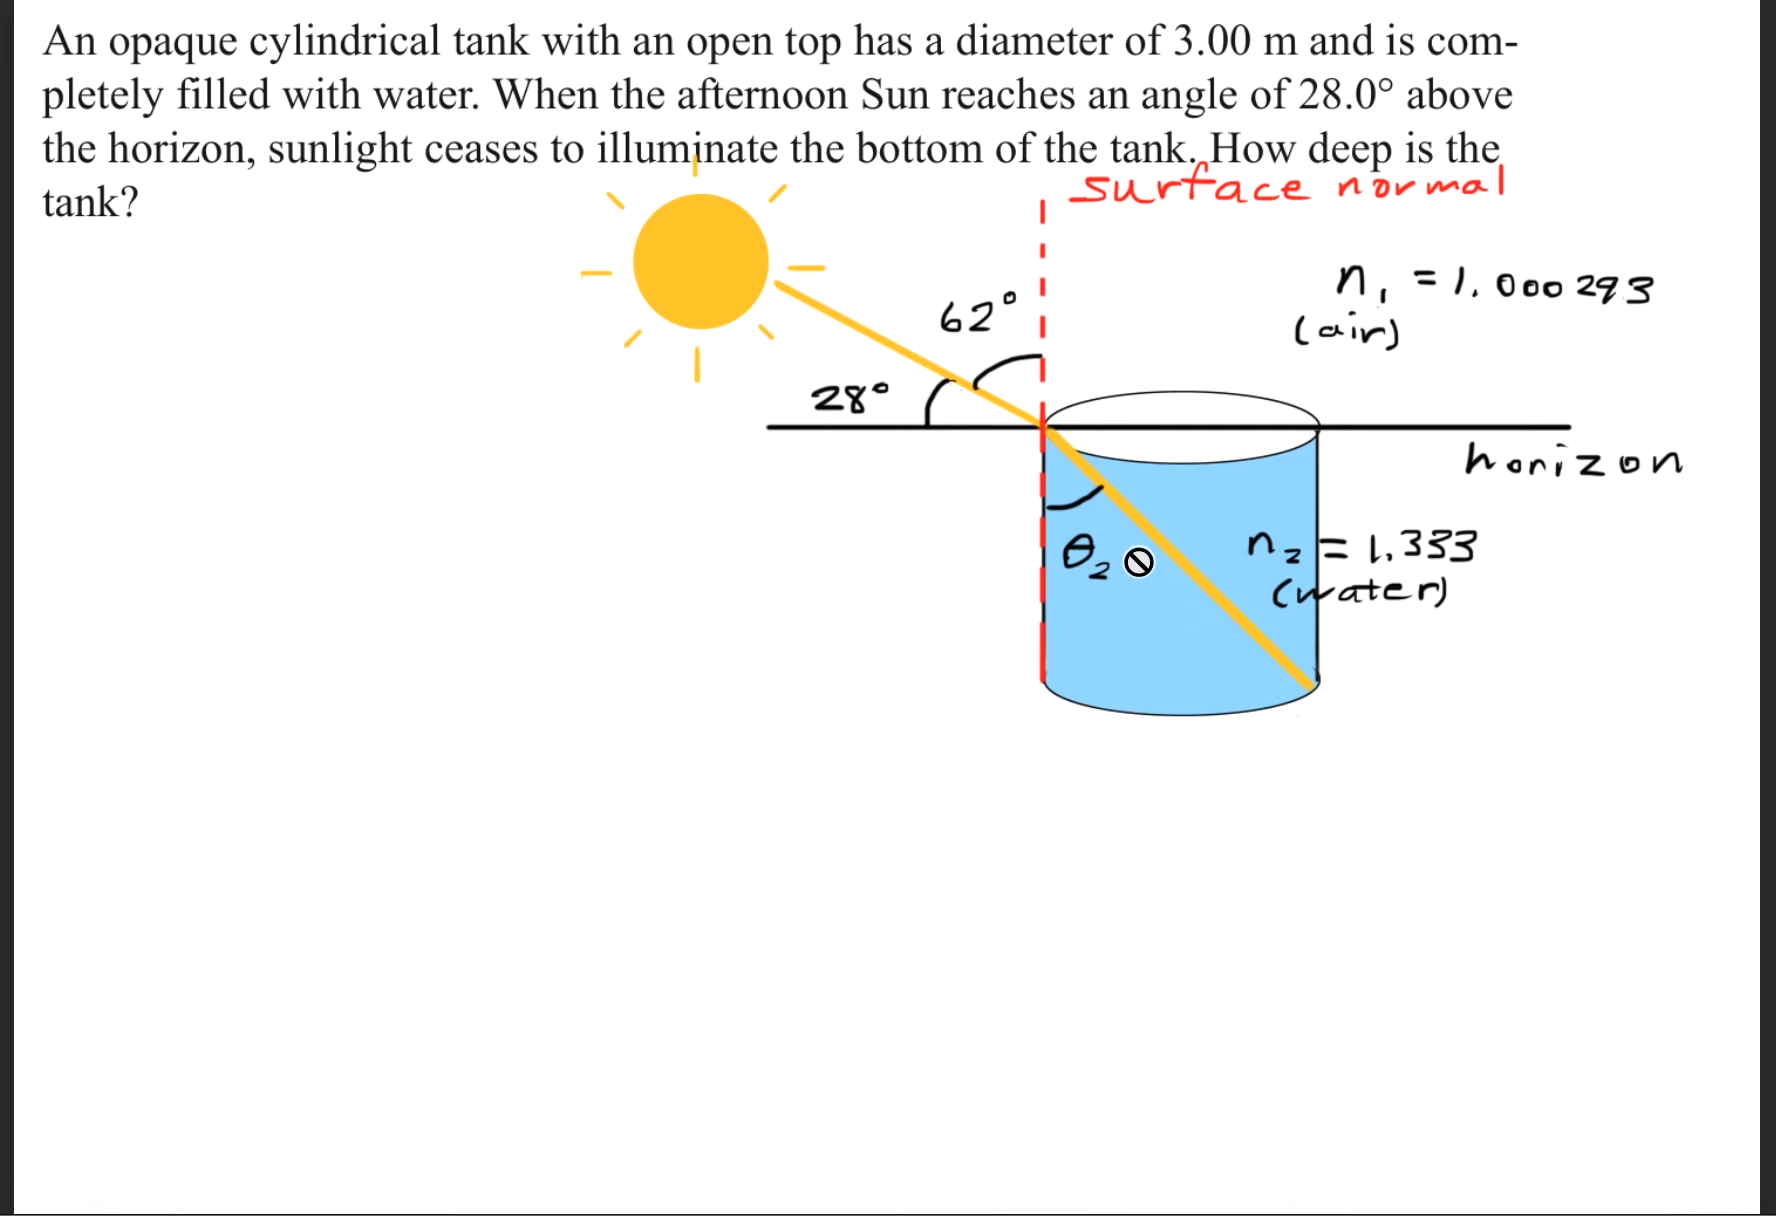 An opaque cylindrical tank with an open top has a diameter of 3.00 m and is com-
pletely filled with water. When the afternoon Sun reaches an angle of 28.0° above
the horizon, sunlight ceases to illuminate the bottom of the tank. How deep is the
tank?
surface normal
n₁ = 1.000293
(air)
62°
28°
horizon
θ₂
n₂ = 1.333
(water)